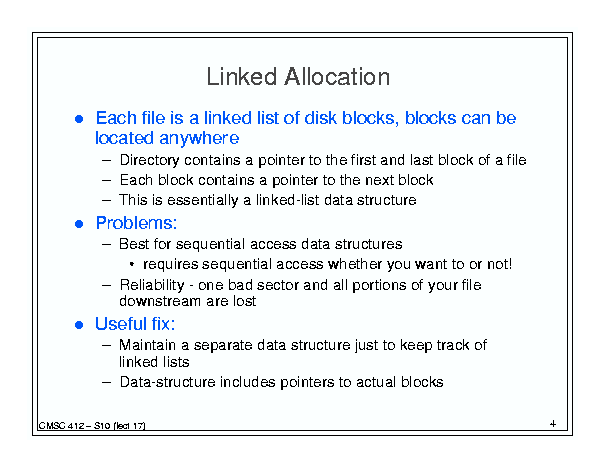 Linked Allocation
● Each file is a linked list of disk blocks, blocks can be
located anywhere
– Directory contains a pointer to the first and last block of a file
– Each block contains a pointer to the next block
– This is essentially a linked-list data structure
● Problems:
– Best for sequential access data structures
• requires sequential access whether you want to or not!
– Reliability - one bad sector and all portions of your file
downstream are lost
● Useful fix:
– Maintain a separate data structure just to keep track of
linked lists
– Data-structure includes pointers to actual blocks
CMSC 412 – S10 (lect 17)
4